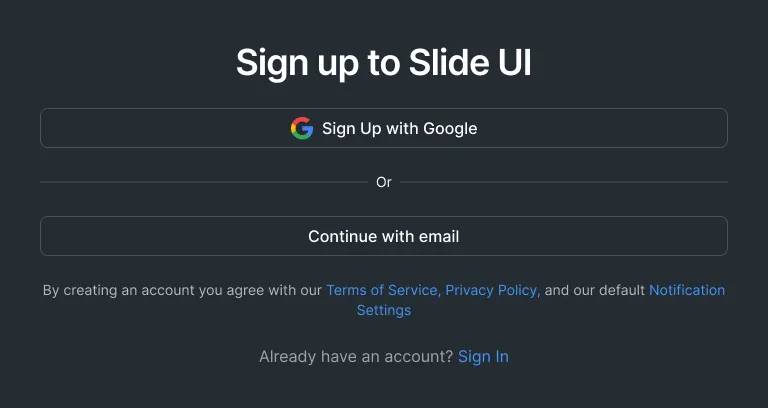 Sign up to Slide UI
Sign Up with Google
Or
Continue with email
By creating an account you agree with our Terms of Service, Privacy Policy, and our default Notification
Settings
Already have an account? Sign In